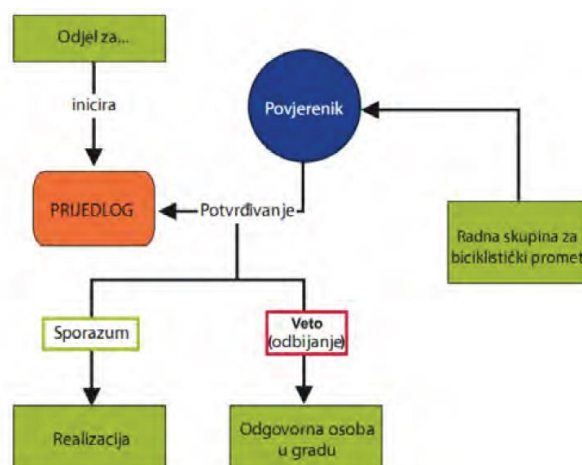 Odjel za...
inicira
Povjerenik
PRIJEDLOG
Potvrđivanje
Radna skupina za
biciklistički promet
Sporazum
Veto
(odbijanje)
Realizacija
Odgovorna osoba
u gradu